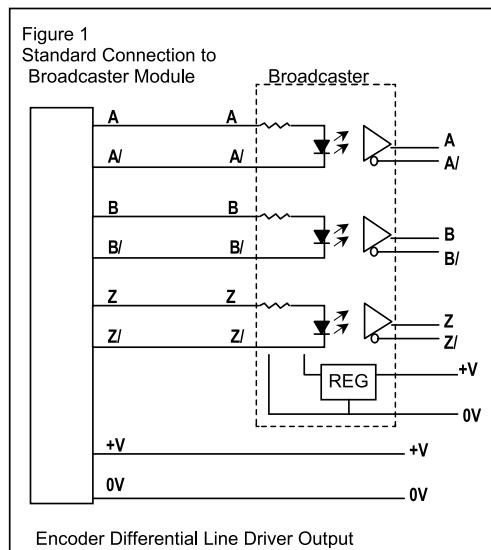 Figure 1
Standard Connection to
Broadcaster Module
Broadcaster
A A A
A/ A/ A/
B B B
B/ B/ B/
Z Z Z
Z/ Z/ Z/
REG +V
0V
+V +V
0V 0V
Encoder Differential Line Driver Output